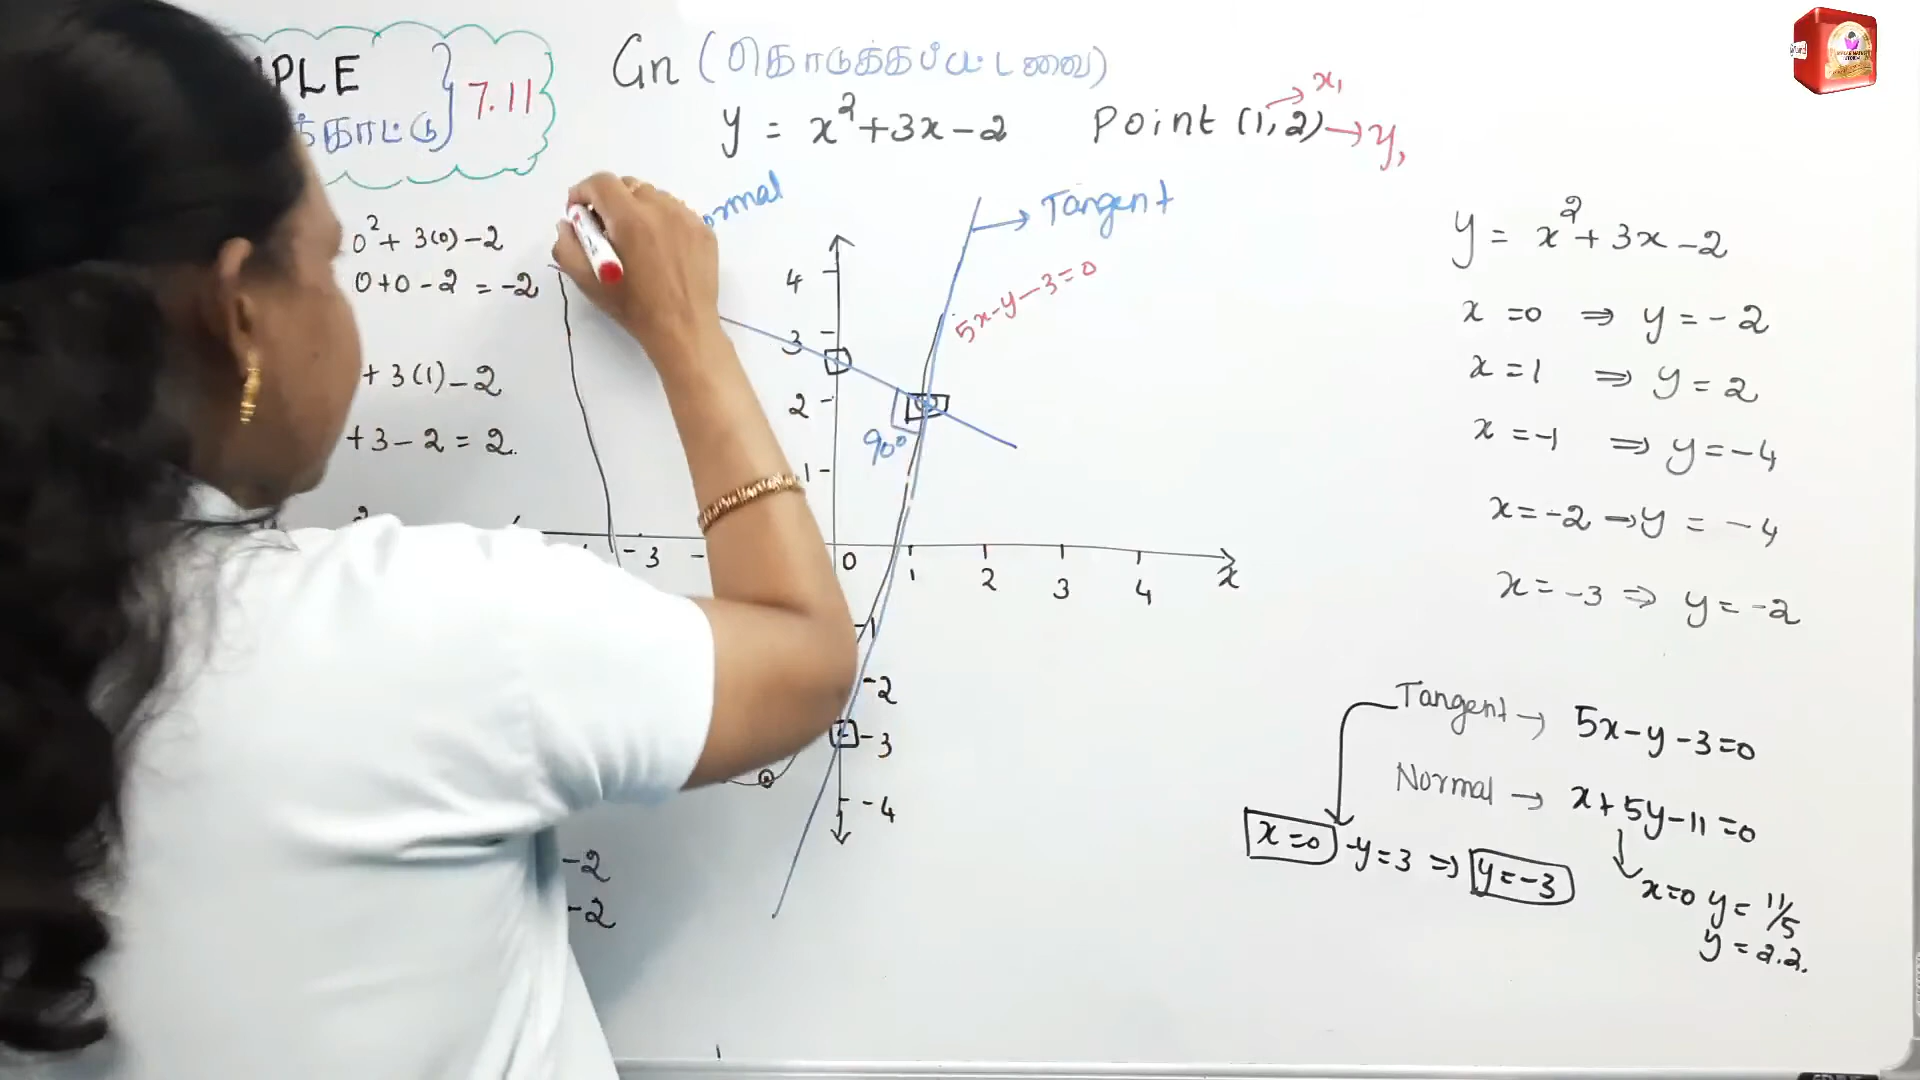 PLE
7.11
Gn (கொடுக்கப்பட்டவை)
y = x²+3x-2
Point (1,2) → y,
x₁
0²+ 3(0)-2
0+0-2 = -2
+ 3(1)-2
+3-2 = 2.
-2
-2
Tangent
5x-y-3=0
4
3
2
1
90°
-3
0
1
2
3
4
x
-1
-2
-3
-4
y = x²+3x-2
x=0 ⇒ y=-2
x=1 ⇒ y=2
x=-1 ⇒ y=-4
x=-2 → y = -4
x=-3 ⇒ y=-2
Tangent → 5x-y-3=0
Normal → x+5y-11=0
x=0 -y=3 ⇒ y=-3
x=0 y= 11/5
y=2.2.